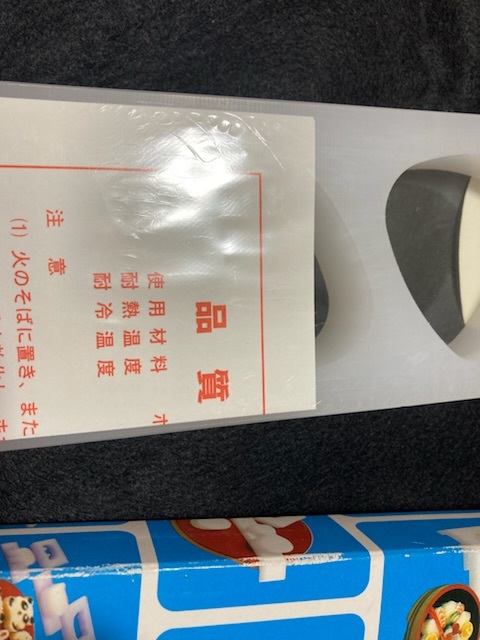 品質
使用材料
耐熱温度
耐冷温度
注意
(1) 火のそばに置き、また